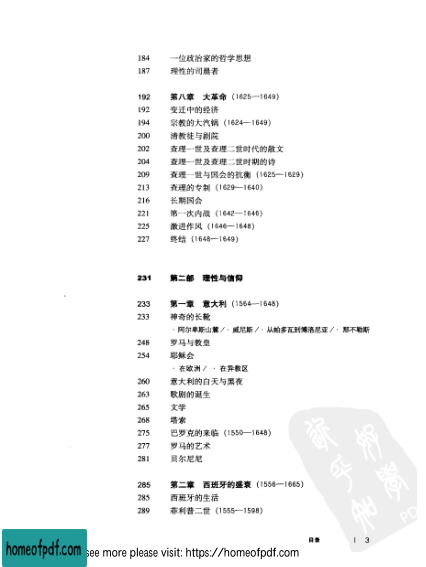 184 一位政治家的哲学思想
187 理性的司晨者
192 第八章 大革命（1625—1649）
192 变迁中的经济
194 宗教的大汽锅（1624—1649）
200 清教徒与剧院
202 查理一世及查理二世时代的散文
204 查理一世及查理二世时期的诗
209 查理一世与国会的抗衡（1625—1629）
213 查理的专制（1629—1640）
216 长期国会
221 第一次内战（1642—1646）
225 激进作风（1646—1648）
227 终结（1648—1649）
231 第二部 理性与信仰
233 第一章 意大利（1564—1648）
233 神奇的长靴
·阿尔卑斯山麓／·威尼斯／·从帕多瓦到博洛尼亚／·那不勒斯
248 罗马与教皇
254 耶稣会
·在欧洲／·在异教区
260 意大利的白天与黑夜
263 歌剧的诞生
265 文学
268 塔索
275 巴罗克的来临（1550—1648）
277 罗马的艺术
281 贝尔尼尼
285 第二章 西班牙的盛衰（1556—1665）
285 西班牙的生活
289 菲利普二世（1555—1598）
目录 | 3
homeofpdf.com see more please visit: https://homeofpdf.com